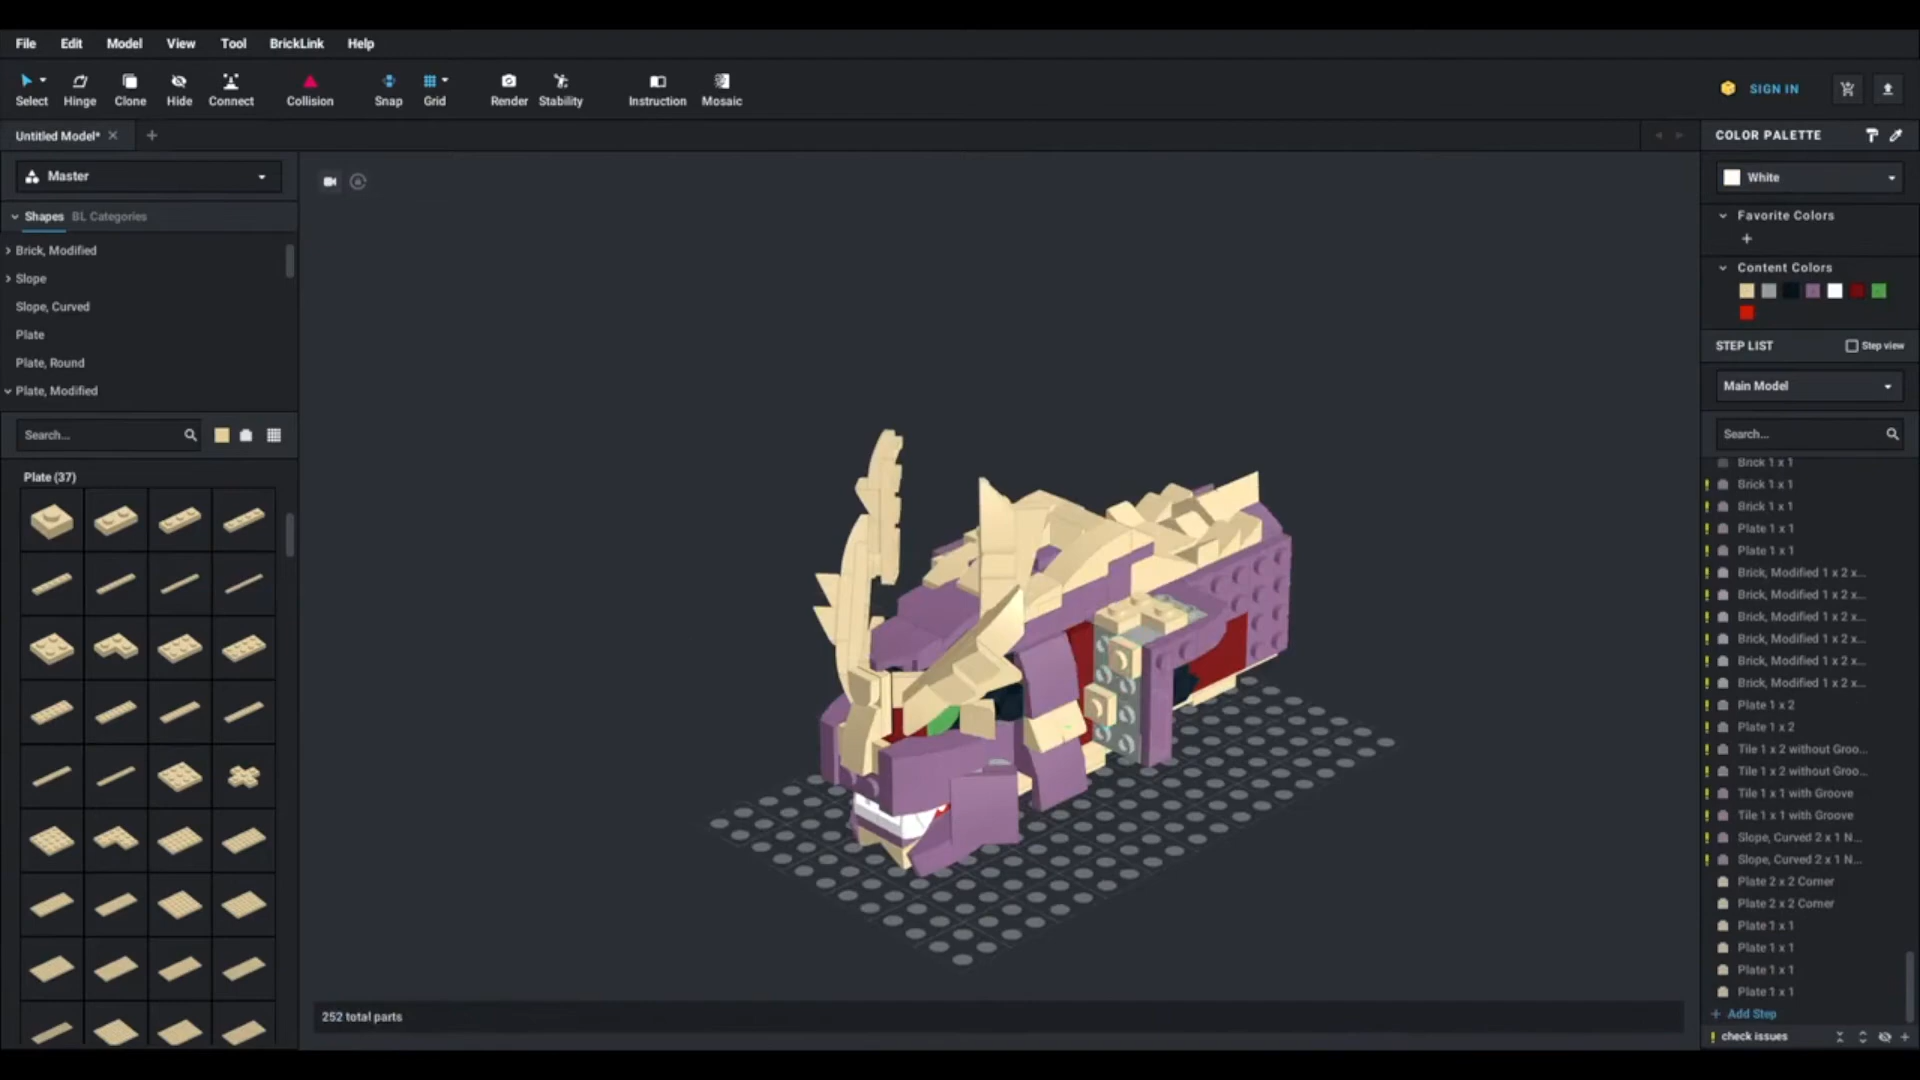 File Edit Model View Tool BrickLink Help
Select Hinge Clone Hide Connect Collision Snap Grid Render Stability Instruction Mosaic SIGN IN
Untitled Model*
COLOR PALETTE
Master
White
Shapes BL Categories
Favorite Colors
Brick, Modified
Slope
Content Colors
Slope, Curved
Plate
STEP LIST Step view
Plate, Round
Plate, Modified
Main Model
Search...
Search...
Plate (37)
Brick 1 x 1
Brick 1 x 1
Brick 1 x 1
Plate 1 x 1
Plate 1 x 1
Brick, Modified 1 x 2 x...
Brick, Modified 1 x 2 x...
Brick, Modified 1 x 2 x...
Brick, Modified 1 x 2 x...
Brick, Modified 1 x 2 x...
Brick, Modified 1 x 2 x...
Plate 1 x 2
Plate 1 x 2
Tile 1 x 2 without Groo...
Tile 1 x 2 without Groo...
Tile 1 x 1 with Groove
Tile 1 x 1 with Groove
Slope, Curved 2 x 1 N...
Slope, Curved 2 x 1 N...
Plate 2 x 2 Corner
Plate 2 x 2 Corner
Plate 1 x 1
Plate 1 x 1
Plate 1 x 1
Plate 1 x 1
+ Add Step
252 total parts
check issues